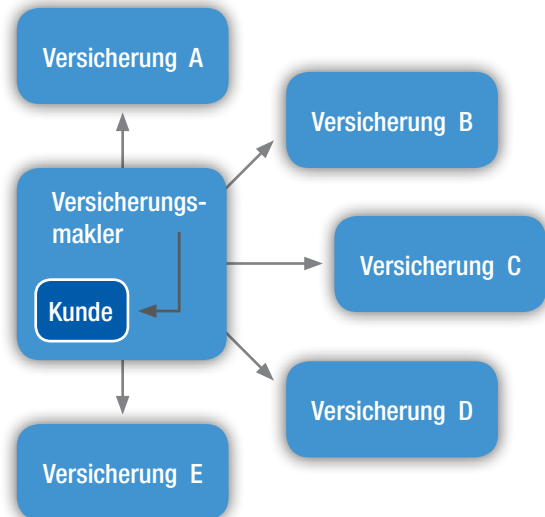 Versicherung A
Versicherung B
Versicherungs-
makler
Versicherung C
Kunde
Versicherung D
Versicherung E